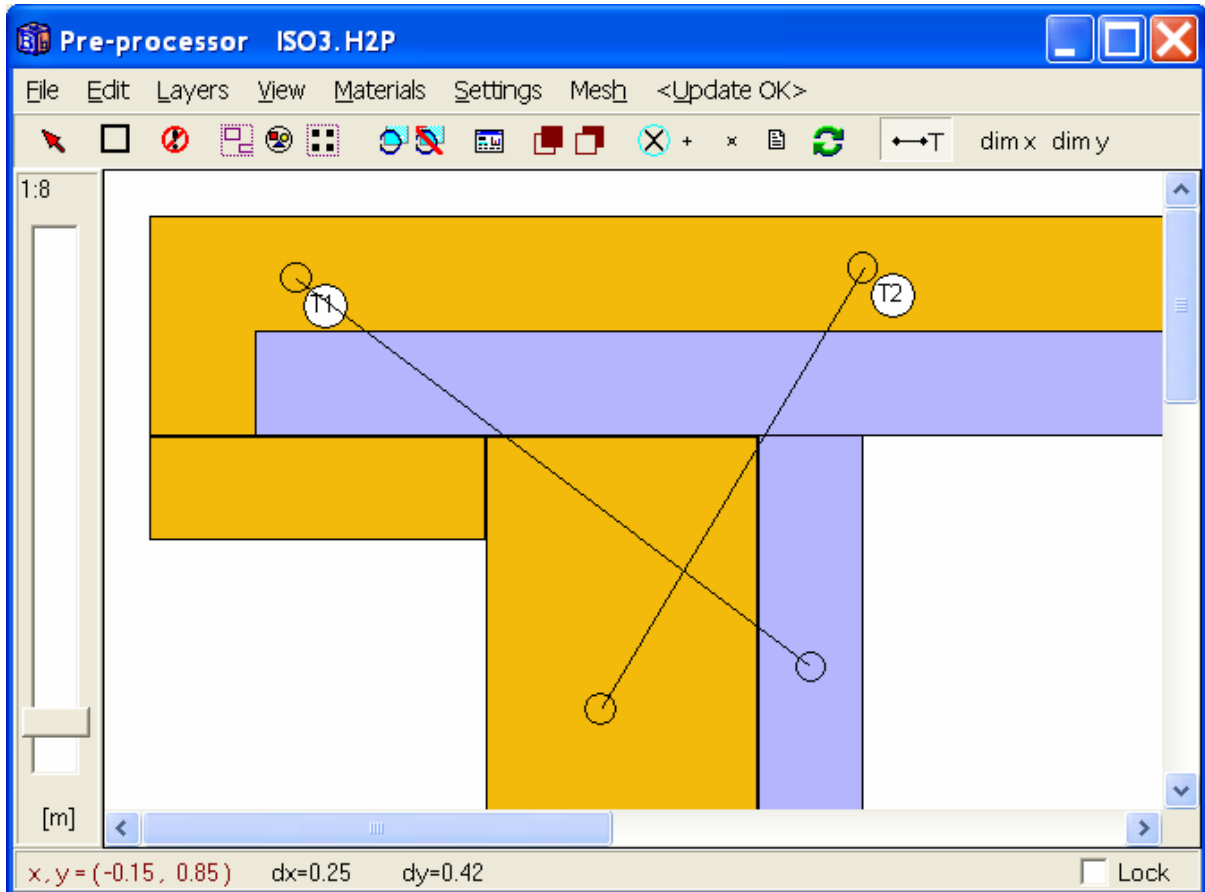 Pre-processor ISO3.H2P
File Edit Layers View Materials Settings Mesh <Update OK>
T dim x dim y
1:8
T1
T2
[m]
x,y=(-0.15, 0.85) dx=0.25 dy=0.42 Lock